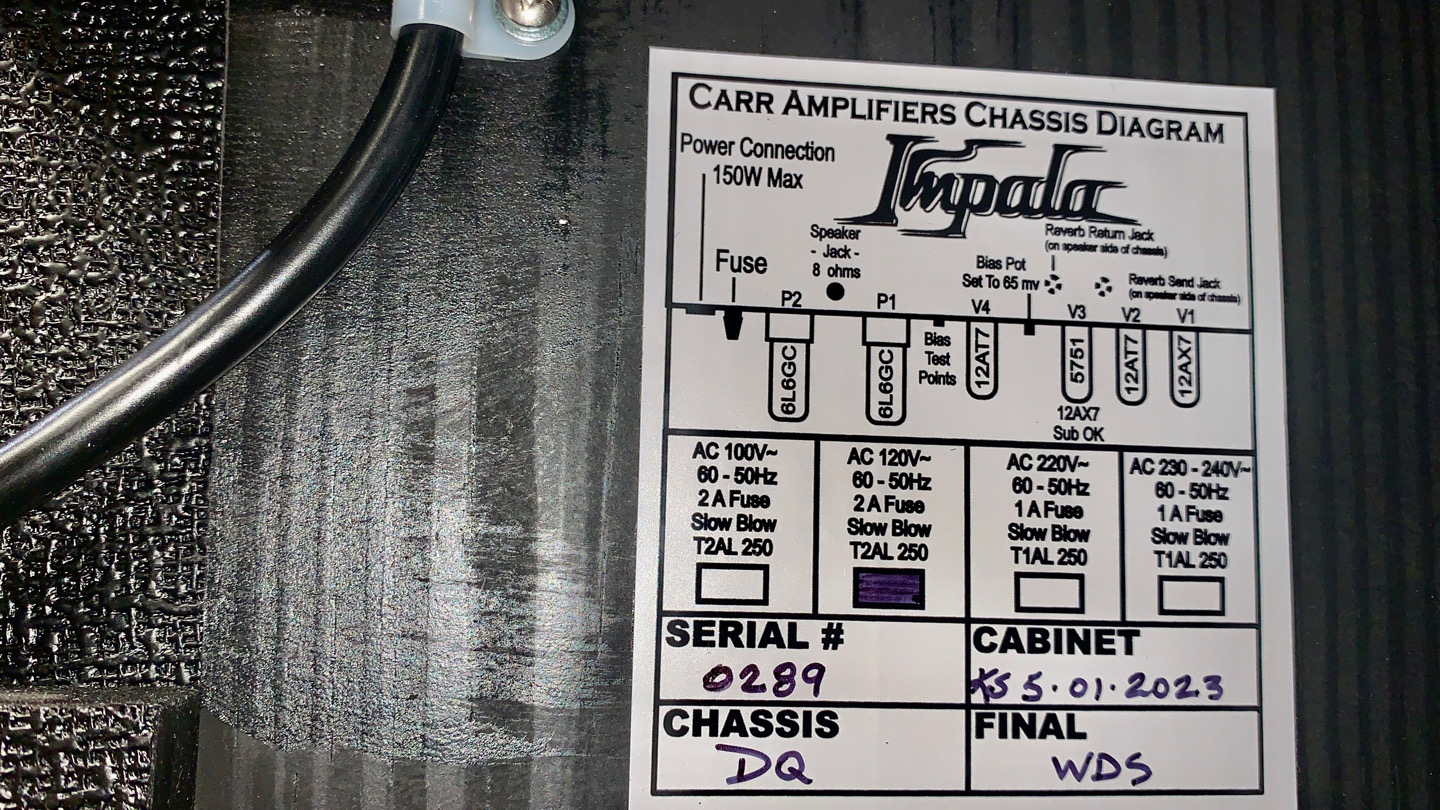 CARR AMPLIFIERS CHASSIS DIAGRAM
Impala
Power Connection
150W Max
Fuse
Speaker
- Jack -
8 ohms
Bias Pot
Set To 65 mv
Reverb Return Jack
(on speaker side of chassis)
Reverb Send Jack
(on speaker side of chassis)
P2
P1
V4
V3
V2
V1
6L6GC
6L6GC
Bias
Test
Points
12AT7
5751
12AT7
12AX7
12AX7
Sub OK
AC 100V~
60 - 50Hz
2 A Fuse
Slow Blow
T2AL 250
AC 120V~
60 - 50Hz
2 A Fuse
Slow Blow
T2AL 250
AC 220V~
60 - 50Hz
1 A Fuse
Slow Blow
T1AL 250
AC 230 - 240V~
60 - 50Hz
1 A Fuse
Slow Blow
T1AL 250
SERIAL #
0289
CABINET
KS 5.01.2023
CHASSIS
DQ
FINAL
WDS